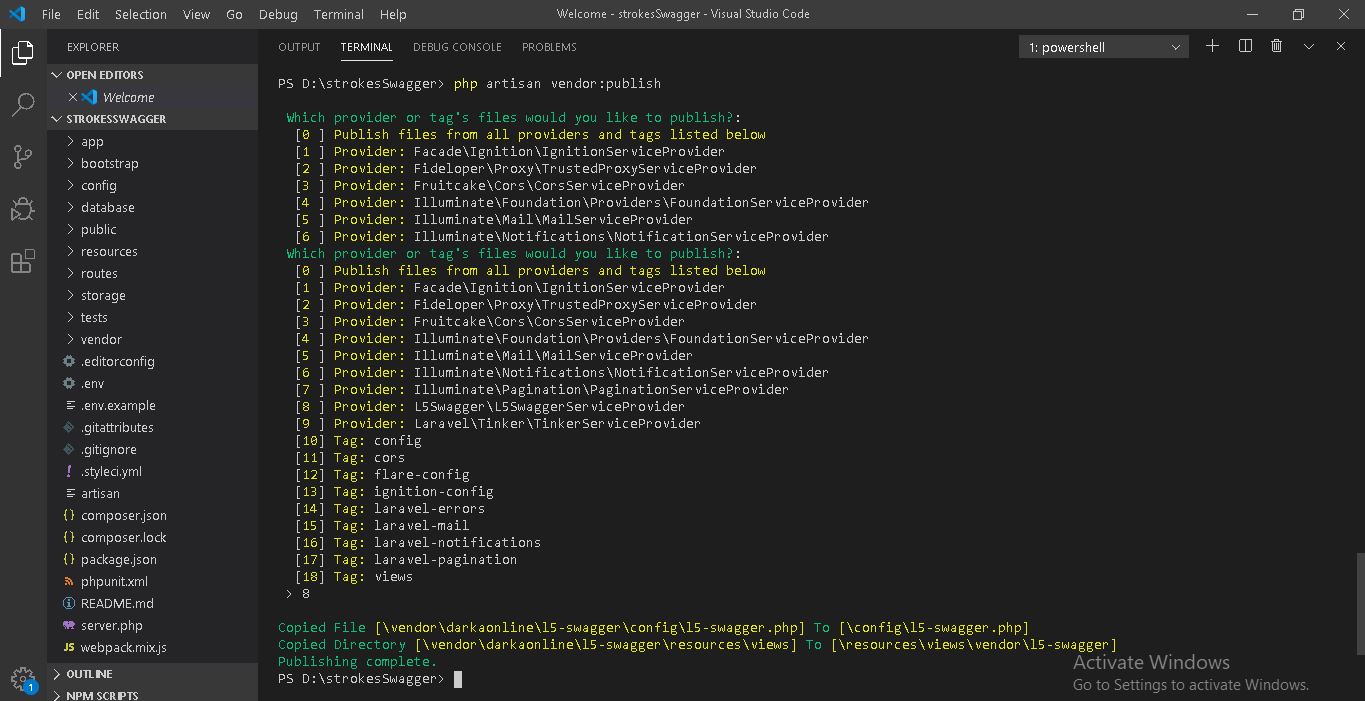 File Edit Selection View Go Debug Terminal Help
Welcome - strokesSwagger - Visual Studio Code
EXPLORER
OPEN EDITORS
Welcome
STROKESSWAGGER
app
bootstrap
config
database
public
resources
routes
storage
tests
vendor
.editorconfig
.env
.env.example
.gitattributes
.gitignore
.styleci.yml
artisan
composer.json
composer.lock
package.json
phpunit.xml
README.md
server.php
JS webpack.mix.js
OUTLINE
NPM SCRIPTS
1
OUTPUT TERMINAL DEBUG CONSOLE PROBLEMS
1: powershell
PS D:\strokesSwagger> php artisan vendor:publish
Which provider or tag's files would you like to publish?:
[0 ] Publish files from all providers and tags listed below
[1 ] Provider: Facade\Ignition\IgnitionServiceProvider
[2 ] Provider: Fideloper\Proxy\TrustedProxyServiceProvider
[3 ] Provider: Fruitcake\Cors\CorsServiceProvider
[4 ] Provider: Illuminate\Foundation\Providers\FoundationServiceProvider
[5 ] Provider: Illuminate\Mail\MailServiceProvider
[6 ] Provider: Illuminate\Notifications\NotificationServiceProvider
Which provider or tag's files would you like to publish?:
[0 ] Publish files from all providers and tags listed below
[1 ] Provider: Facade\Ignition\IgnitionServiceProvider
[2 ] Provider: Fideloper\Proxy\TrustedProxyServiceProvider
[3 ] Provider: Fruitcake\Cors\CorsServiceProvider
[4 ] Provider: Illuminate\Foundation\Providers\FoundationServiceProvider
[5 ] Provider: Illuminate\Mail\MailServiceProvider
[6 ] Provider: Illuminate\Notifications\NotificationServiceProvider
[7 ] Provider: Illuminate\Pagination\PaginationServiceProvider
[8 ] Provider: L5Swagger\L5SwaggerServiceProvider
[9 ] Provider: Laravel\Tinker\TinkerServiceProvider
[10] Tag: config
[11] Tag: cors
[12] Tag: flare-config
[13] Tag: ignition-config
[14] Tag: laravel-errors
[15] Tag: laravel-mail
[16] Tag: laravel-notifications
[17] Tag: laravel-pagination
[18] Tag: views
> 8
Copied File [\vendor\darkaonline\l5-swagger\config\l5-swagger.php] To [\config\l5-swagger.php]
Copied Directory [\vendor\darkaonline\l5-swagger\resources\views] To [\resources\views\vendor\l5-swagger]
Publishing complete.
PS D:\strokesSwagger>
Activate Windows
Go to Settings to activate Windows.